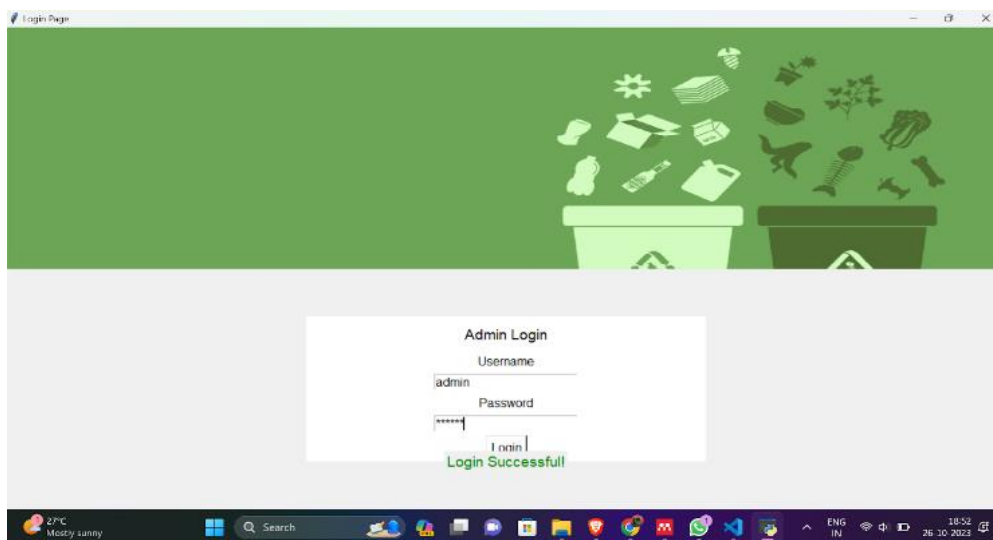 Login Page
Admin Login
Username
admin
Password
******
Login
Login Successful!
27°C
Mostly sunny
Search
ENG
IN
18:52
26-10-2023